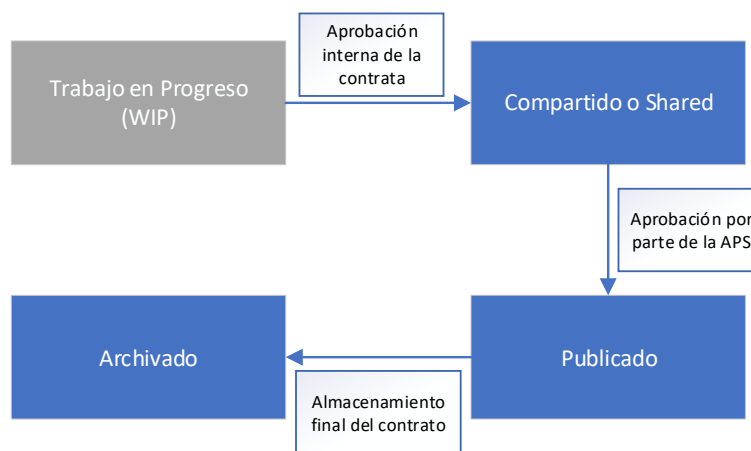 Trabajo en Progreso
(WIP)
Aprobación
interna de la
contrata
Compartido o Shared
Aprobación por
parte de la APS
Publicado
Almacenamiento
final del contrato
Archivado